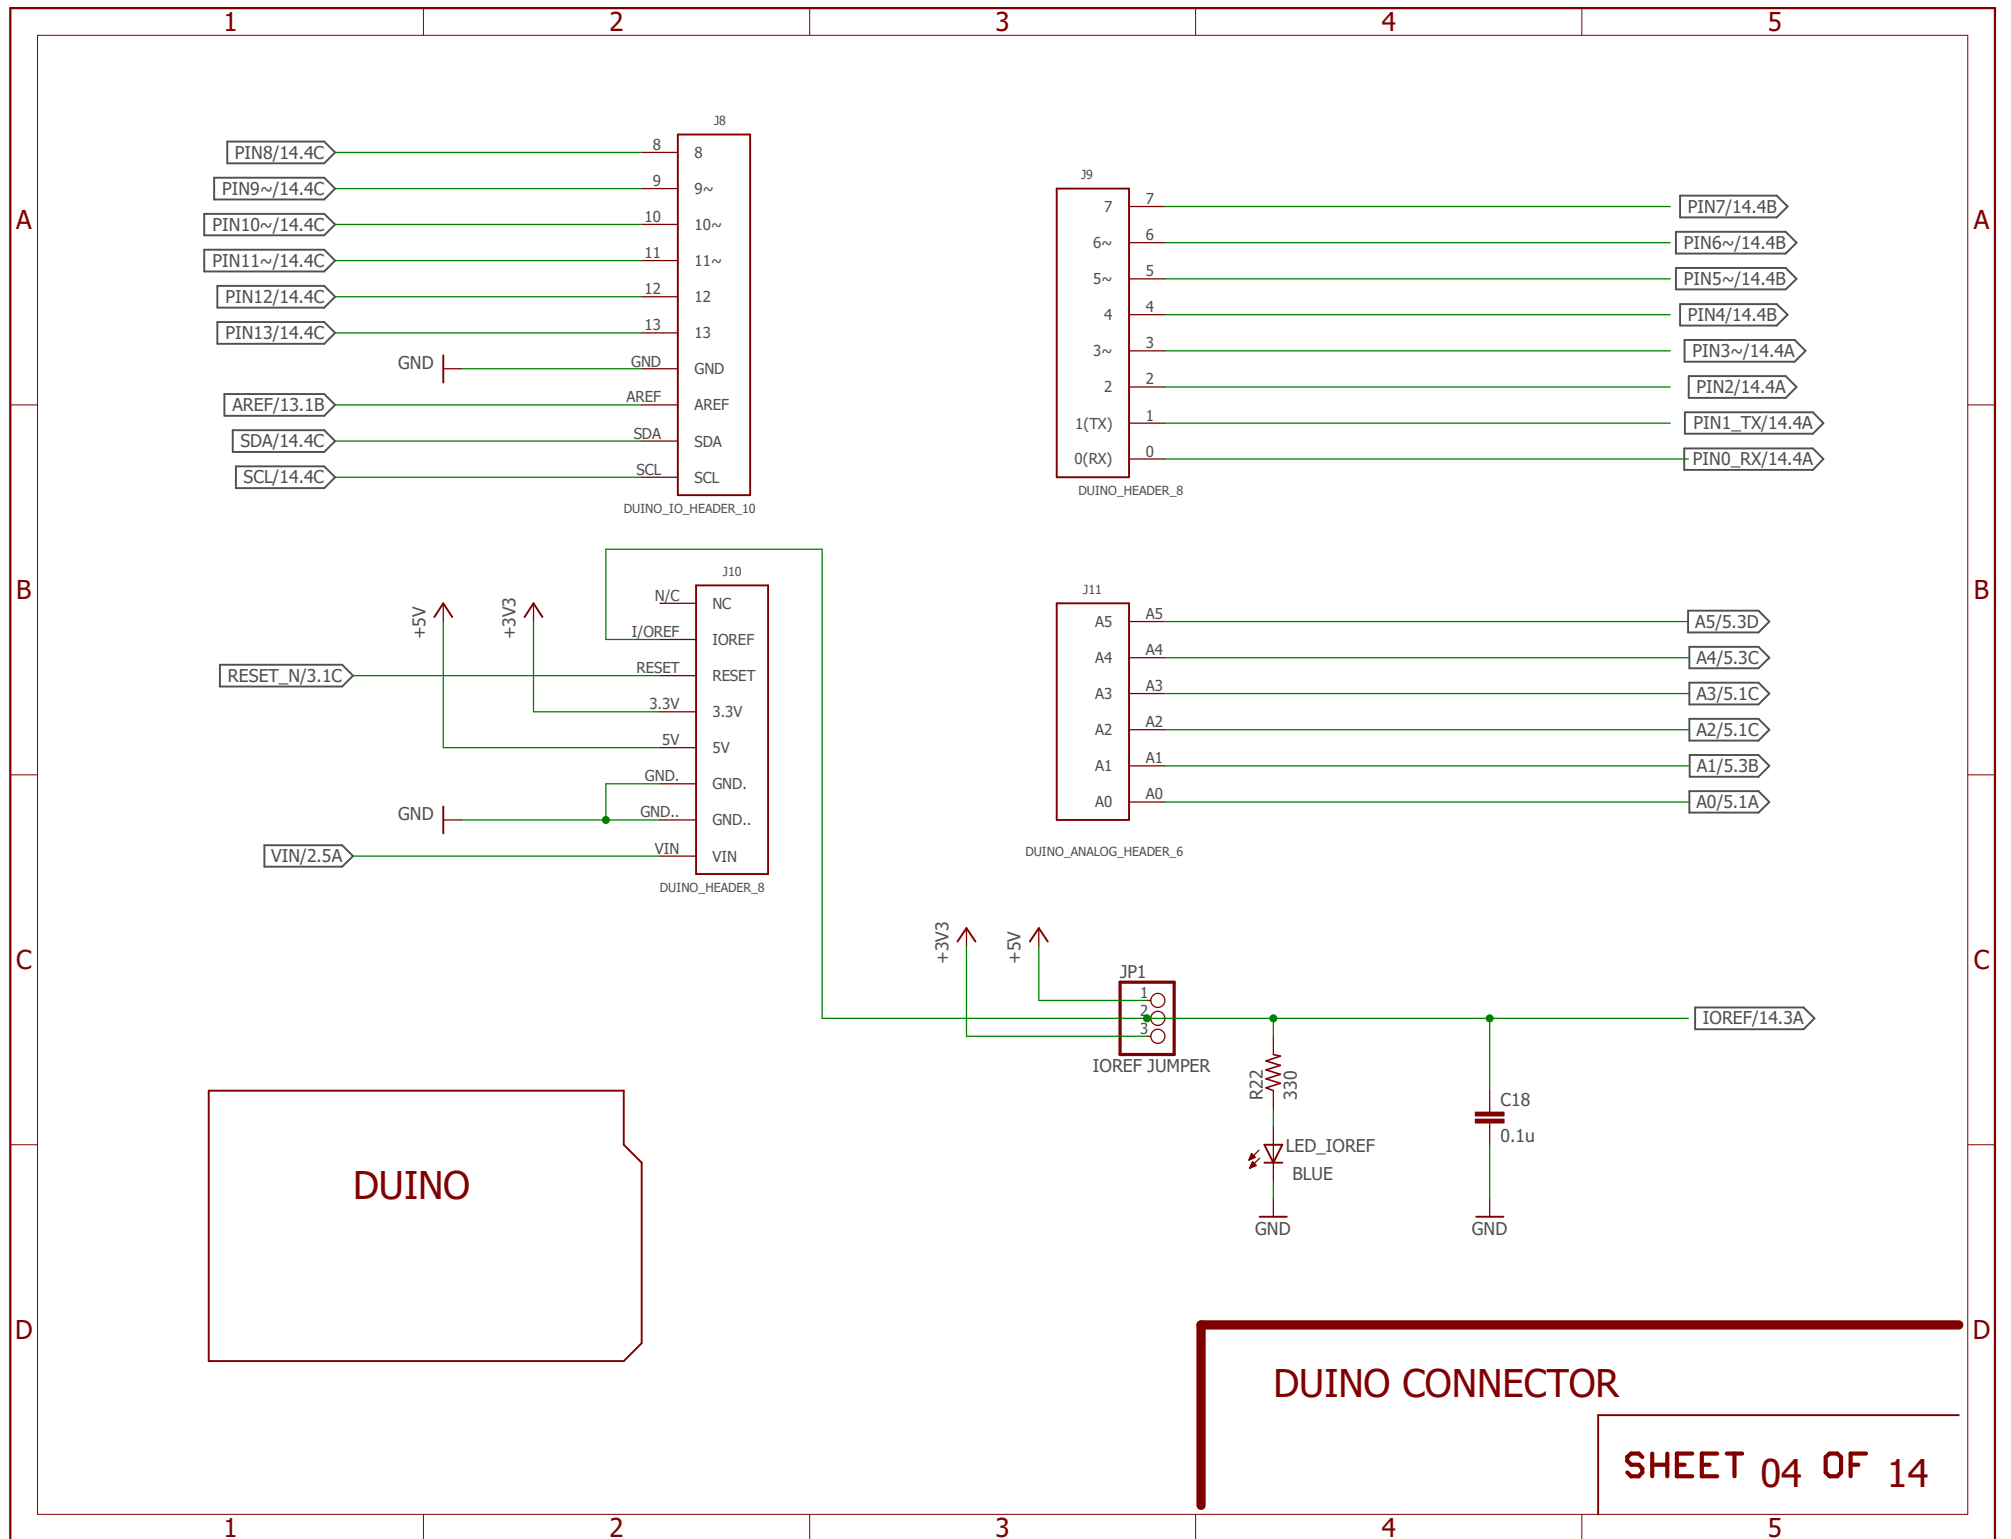 1 2 3 4 5
A A
B B
C C
D D
J8
PIN8/14.4C 8 8
PIN9~/14.4C 9 9~
PIN10~/14.4C 10 10~
PIN11~/14.4C 11 11~
PIN12/14.4C 12 12
PIN13/14.4C 13 13
GND GND GND
AREF/13.1B AREF AREF
SDA/14.4C SDA SDA
SCL/14.4C SCL SCL
DUINO_IO_HEADER_10
J9
7 7 PIN7/14.4B
6~ 6 PIN6~/14.4B
5~ 5 PIN5~/14.4B
4 4 PIN4/14.4B
3~ 3 PIN3~/14.4A
2 2 PIN2/14.4A
1(TX) 1 PIN1_TX/14.4A
0(RX) 0 PIN0_RX/14.4A
DUINO_HEADER_8
J10
+5V +3V3
N/C NC
I/OREF IOREF
RESET_N/3.1C RESET RESET
3.3V 3.3V
5V 5V
GND. GND.
GND GND.. GND..
VIN/2.5A VIN VIN
DUINO_HEADER_8
J11
A5 A5 A5/5.3D
A4 A4 A4/5.3C
A3 A3 A3/5.1C
A2 A2 A2/5.1C
A1 A1 A1/5.3B
A0 A0 A0/5.1A
DUINO_ANALOG_HEADER_6
+3V3 +5V
JP1
1
2
3
IOREF JUMPER
IOREF/14.3A
R22
330
C18
0.1u
LED_IOREF
BLUE
GND GND
DUINO
DUINO CONNECTOR
SHEET 04 OF 14
1 2 3 4 5